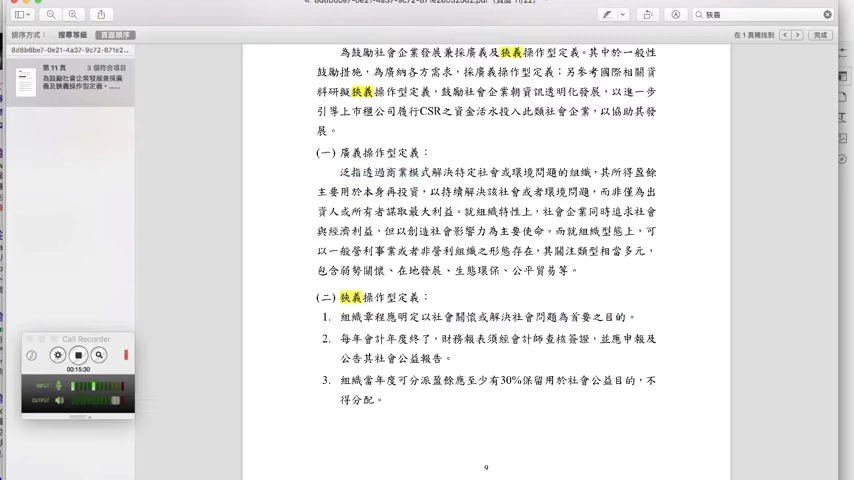 8d8b6be7-0e21-4a37-9c72-871e28b325d2.pdf（頁面 11/22）
狹義
排序方式：
搜尋等級
頁面順序
在 1 頁裡找到
完成
8d8b6be7-0e21-4a37-9c72-871e2...
第 11 頁
3 個符合項目
為鼓勵社會企業發展兼採廣
義及狹義操作型定義。......
為鼓勵社會企業發展兼採廣義及狹義操作型定義。其中於一般性
鼓勵措施，為廣納各方需求，採廣義操作型定義；另參考國際相關資
料研擬狹義操作型定義，鼓勵社會企業朝資訊透明化發展，以進一步
引導上市櫃公司履行CSR之資金活水投入此類社會企業，以協助其發
展。
(一) 廣義操作型定義：
泛指透過商業模式解決特定社會或環境問題的組織，其所得盈餘
主要用於本身再投資，以持續解決該社會或者環境問題，而非僅為出
資人或所有者謀取最大利益。就組織特性上，社會企業同時追求社會
與經濟利益，但以創造社會影響力為主要使命。而就組織型態上，可
以一般營利事業或者非營利組織之形態存在，其關注類型相當多元，
包含弱勢關懷、在地發展、生態環保、公平貿易等。
(二) 狹義操作型定義：
1. 組織章程應明定以社會關懷或解決社會問題為首要之目的。
2. 每年會計年度終了，財務報表須經會計師查核簽證，並應申報及
公告其社會公益報告。
3. 組織當年度可分派盈餘應至少有30%保留用於社會公益目的，不
得分配。
9
Call Recorder
00:15:30
INPUT
OUTPUT